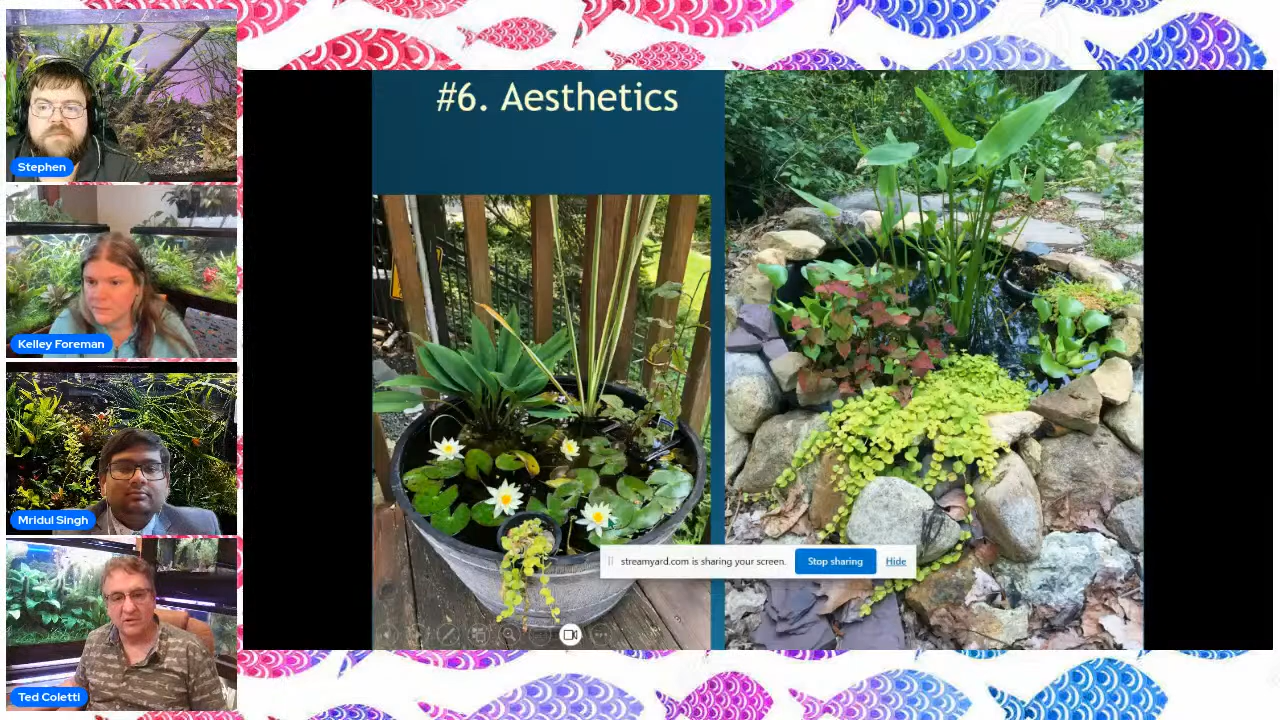 #6. Aesthetics
Stephen
Kelley Foreman
Mridul Singh
Ted Coletti
streamyard.com is sharing your screen.
Stop sharing
Hide